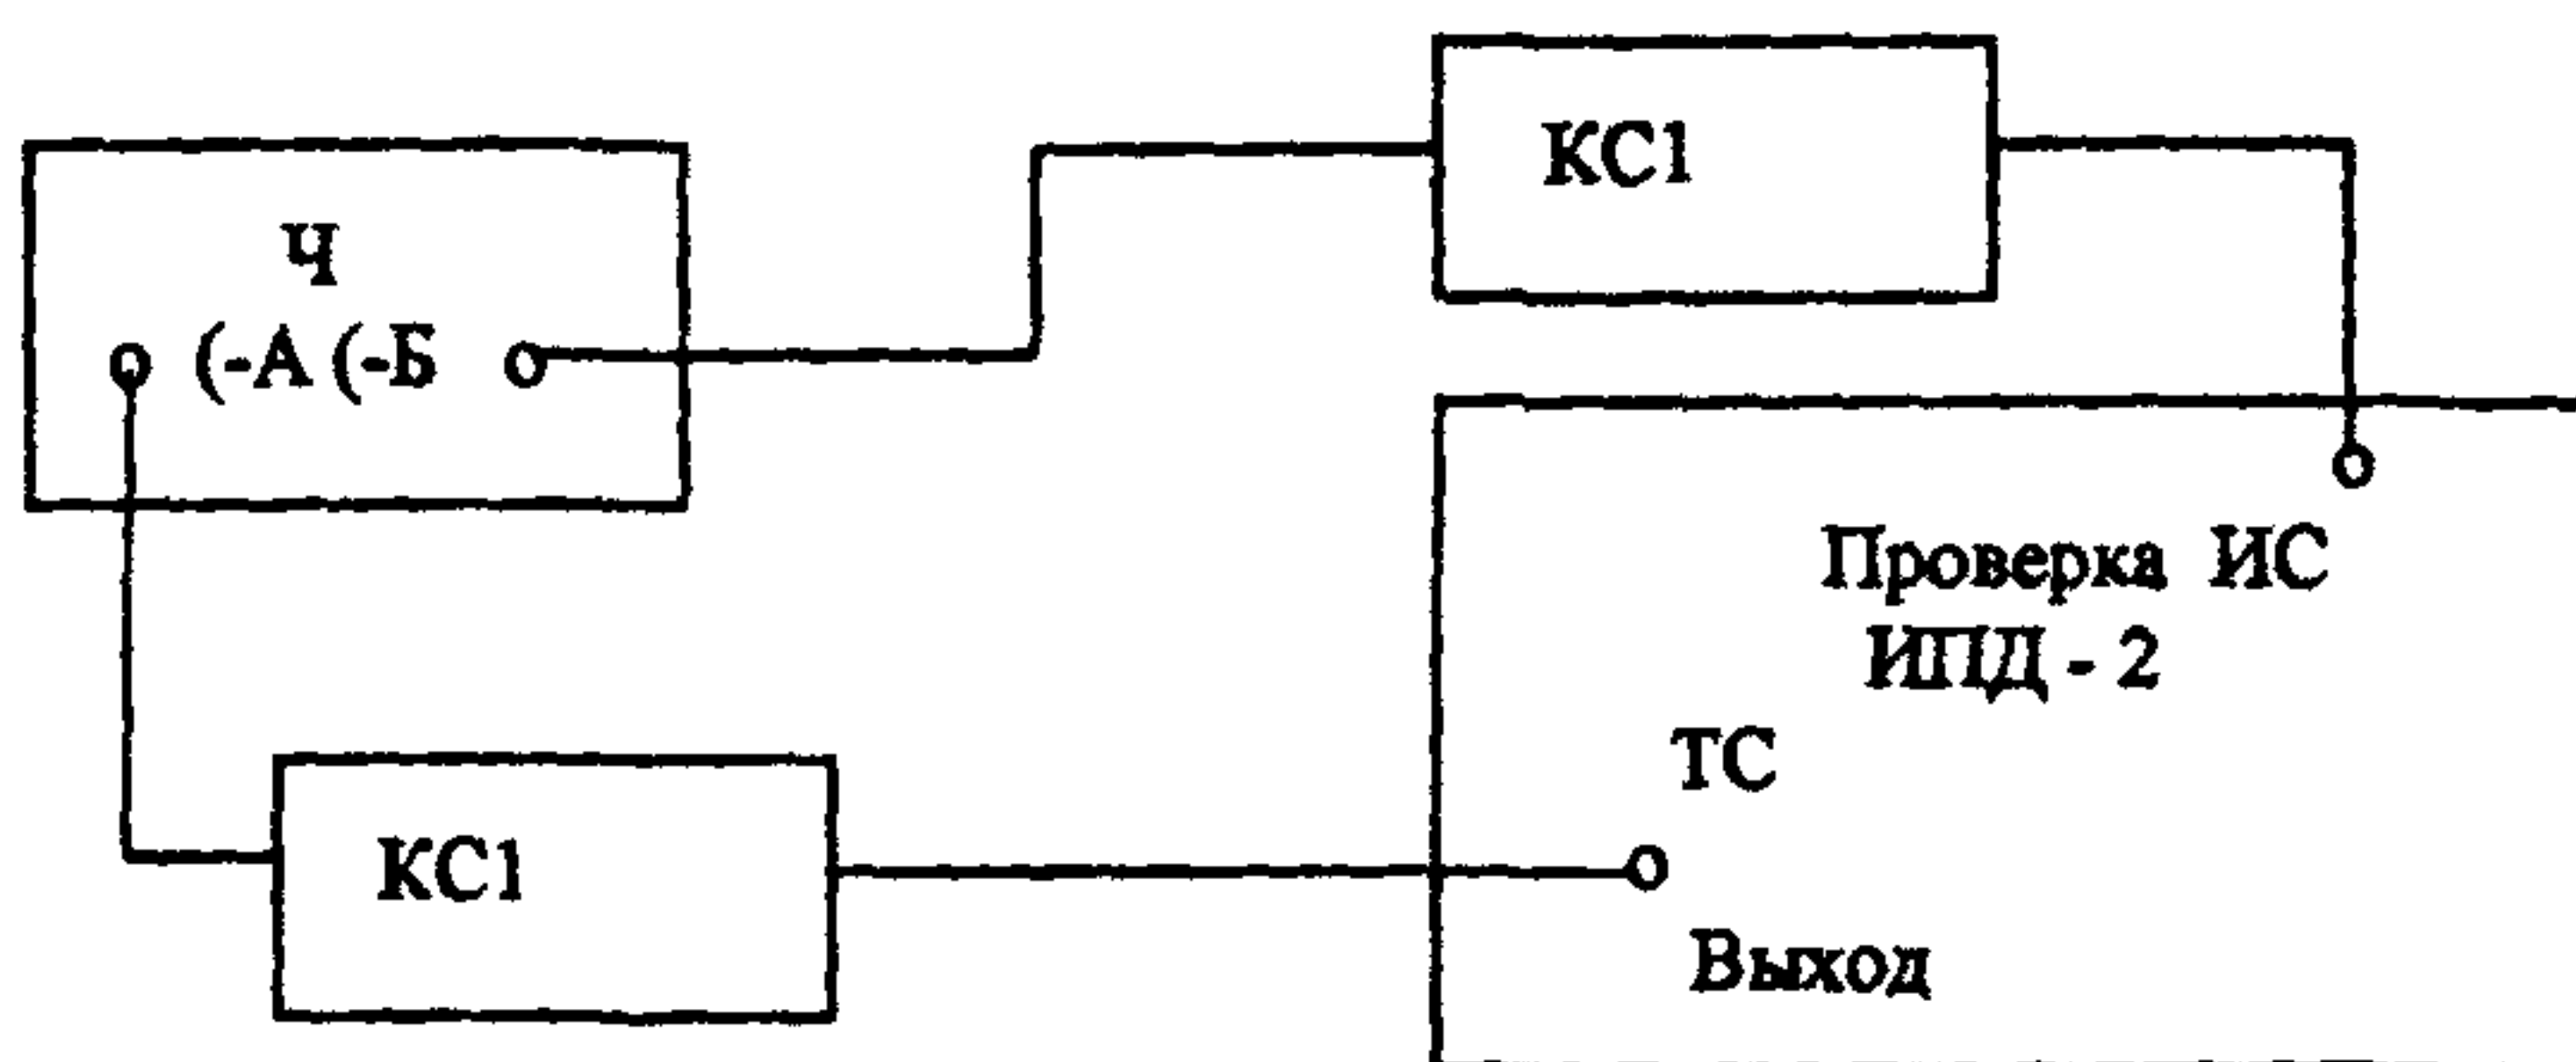 КС1
Ч
(-А (-Б
Проверка ИС
ИПД - 2
ТС
КС1
Выход